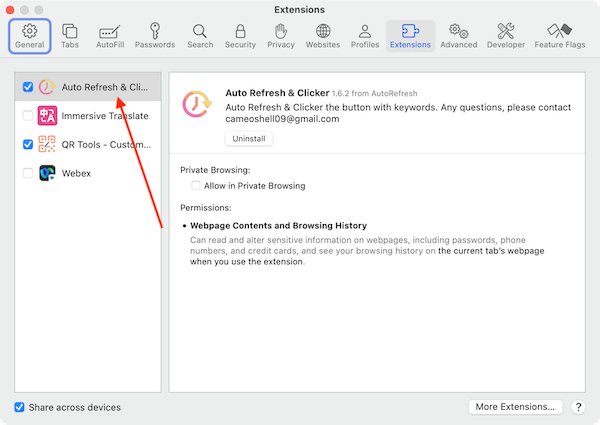 Extensions
General
Tabs
AutoFill
Passwords
Search
Security
Privacy
Websites
Profiles
Extensions
Advanced
Developer
Feature Flags
Auto Refresh & Cli...
Immersive Translate
QR Tools - Custom...
Webex
Auto Refresh & Clicker 1.6.2 from AutoRefresh
Auto Refresh & Clicker the button with keywords. Any questions, please contact
cameoshell09@gmail.com
Uninstall
Private Browsing:
Allow in Private Browsing
Permissions:
• Webpage Contents and Browsing History
Can read and alter sensitive information on webpages, including passwords, phone
numbers, and credit cards, and see your browsing history on the current tab's webpage
when you use the extension.
Share across devices
More Extensions...
?